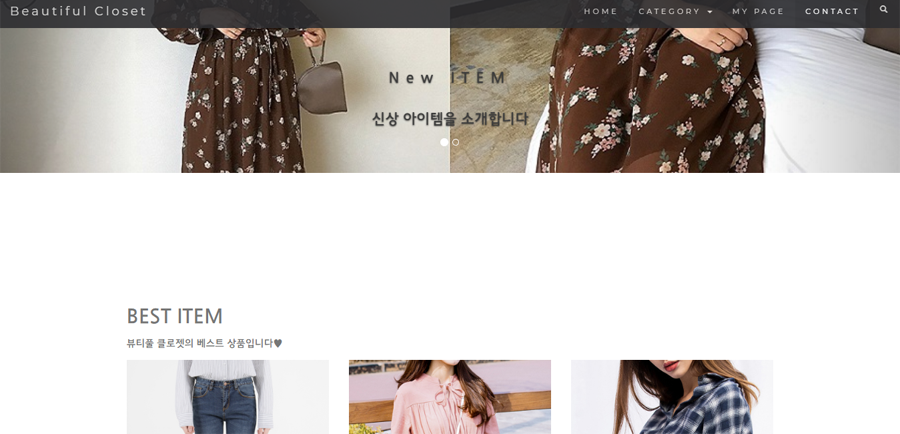 Beautiful Closet
HOME CATEGORY MY PAGE CONTACT
New ITEM
신상 아이템을 소개합니다
BEST ITEM
뷰티풀 클로젯의 베스트 상품입니다♥